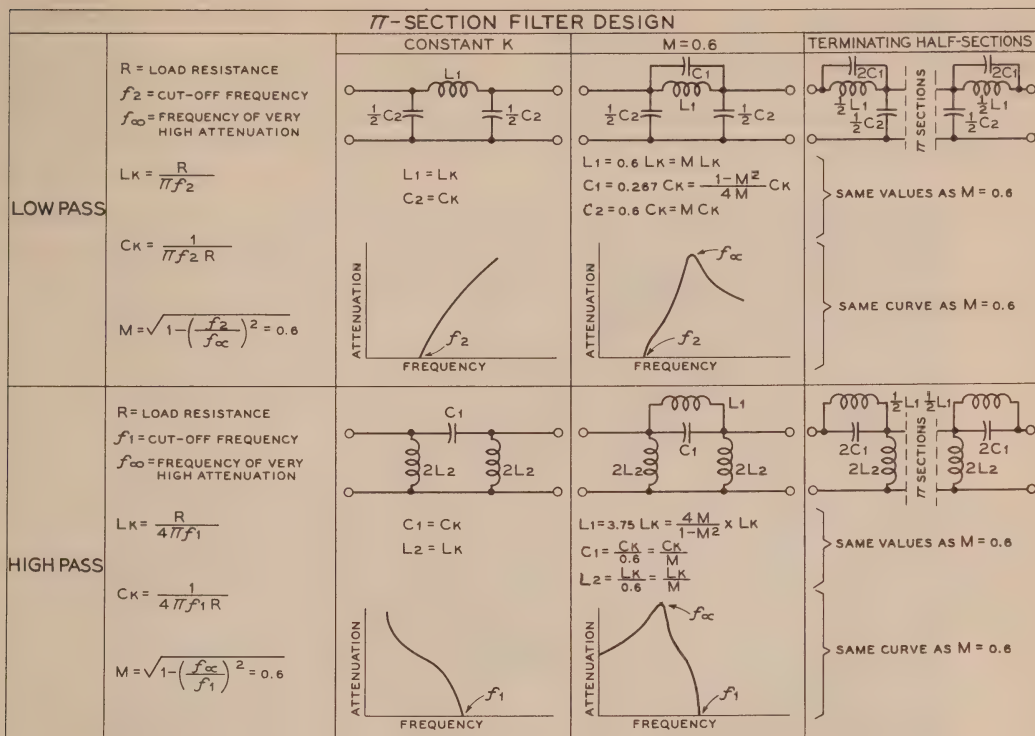 π-SECTION FILTER DESIGN
CONSTANT K
M = 0.6
TERMINATING HALF-SECTIONS
LOW PASS
R = LOAD RESISTANCE
f2 = CUT-OFF FREQUENCY
f∞ = FREQUENCY OF VERY
HIGH ATTENUATION
LK = R / πf2
CK = 1 / πf2 R
M = √1-(f2/f∝)² = 0.6
L1
½C2
½C2
L1 = LK
C2 = CK
ATTENUATION
f2
FREQUENCY
C1
L1
½C2
½C2
L1 = 0.6 LK = M LK
C1 = 0.267 CK = 1-M²/4M CK
C2 = 0.6 CK = M CK
ATTENUATION
f∝
f2
FREQUENCY
2C1
½L1
½C2
π SECTIONS
2C1
½L1
½C2
SAME VALUES AS M = 0.6
SAME CURVE AS M = 0.6
HIGH PASS
R = LOAD RESISTANCE
f1 = CUT-OFF FREQUENCY
f∞ = FREQUENCY OF VERY
HIGH ATTENUATION
LK = R / 4πf1
CK = 1 / 4πf1 R
M = √1-(f∝/f1)² = 0.6
C1
2L2
2L2
C1 = CK
L2 = LK
ATTENUATION
f1
FREQUENCY
L1
C1
2L2
2L2
L1 = 3.75 LK = 4M/1-M² x LK
C1 = CK/0.6 = CK/M
L2 = LK/0.6 = LK/M
ATTENUATION
f∝
f1
FREQUENCY
½L1
½L1
2C1
2L2
π SECTIONS
2C1
2L2
SAME VALUES AS M = 0.6
SAME CURVE AS M = 0.6